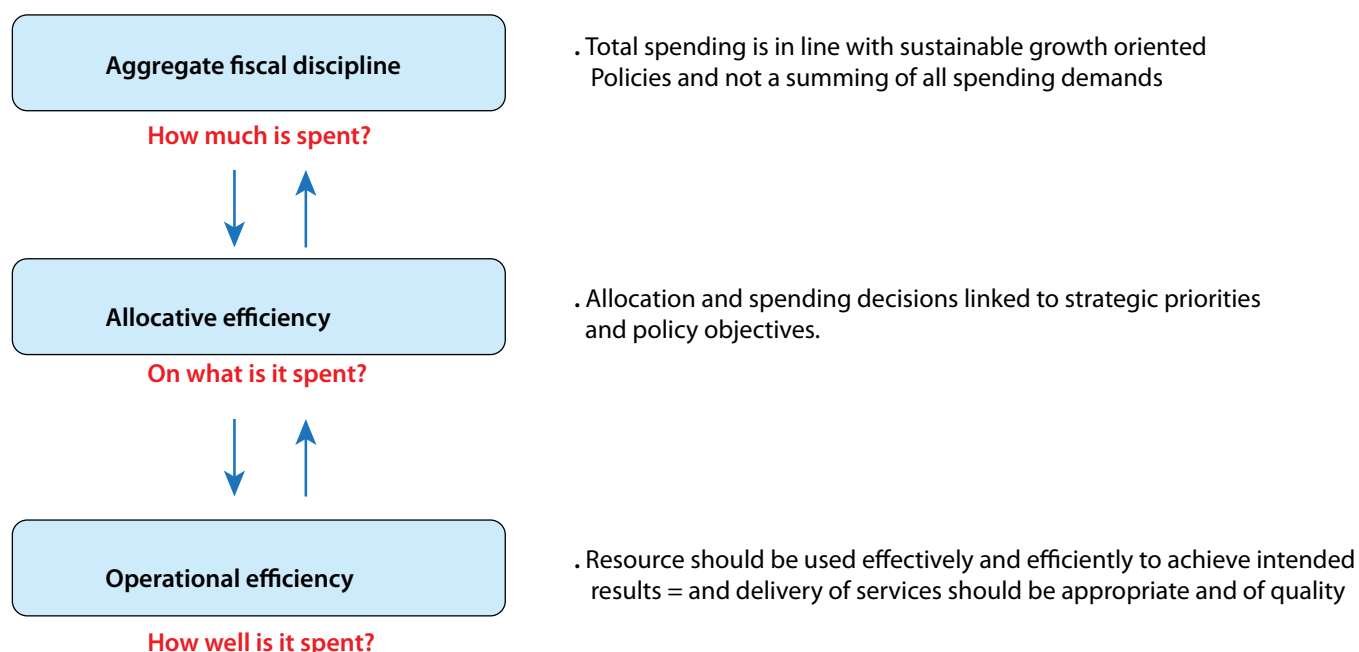 Aggregate fiscal discipline
. Total spending is in line with sustainable growth oriented
Policies and not a summing of all spending demands
How much is spent?
Allocative efficiency
. Allocation and spending decisions linked to strategic priorities
and policy objectives.
On what is it spent?
Operational efficiency
. Resource should be used effectively and efficiently to achieve intended
results = and delivery of services should be appropriate and of quality
How well is it spent?